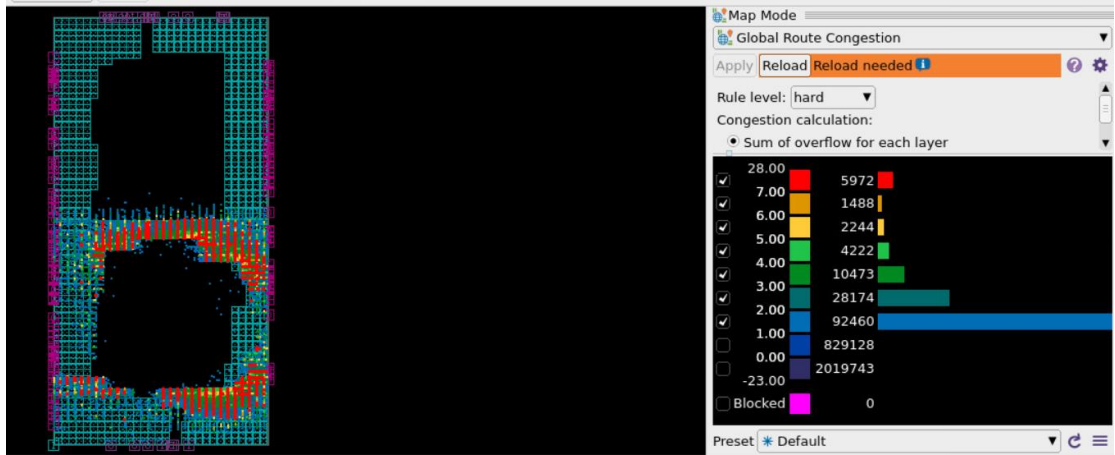 Map Mode
Global Route Congestion
Apply Reload Reload needed
Rule level: hard
Congestion calculation:
Sum of overflow for each layer
28.00
5972
7.00
1488
6.00
2244
5.00
4222
4.00
10473
3.00
28174
2.00
92460
1.00
829128
0.00
2019743
-23.00
Blocked 0
Preset Default